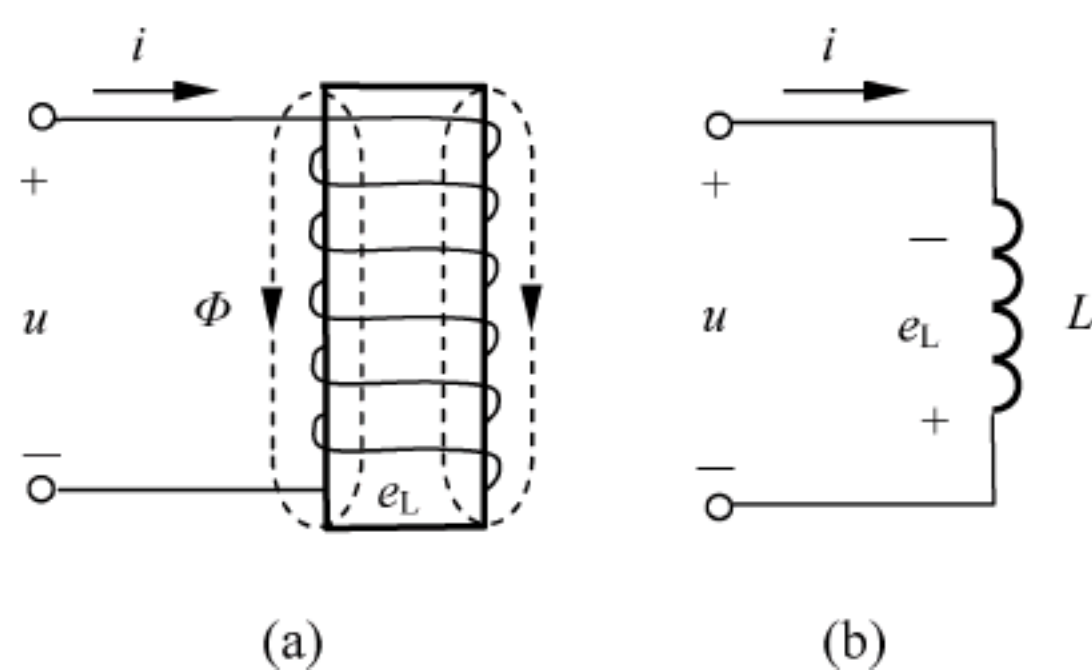 i
+
u
Φ
—
e_L
(a)
i
+
—
u
e_L
L
+
—
(b)